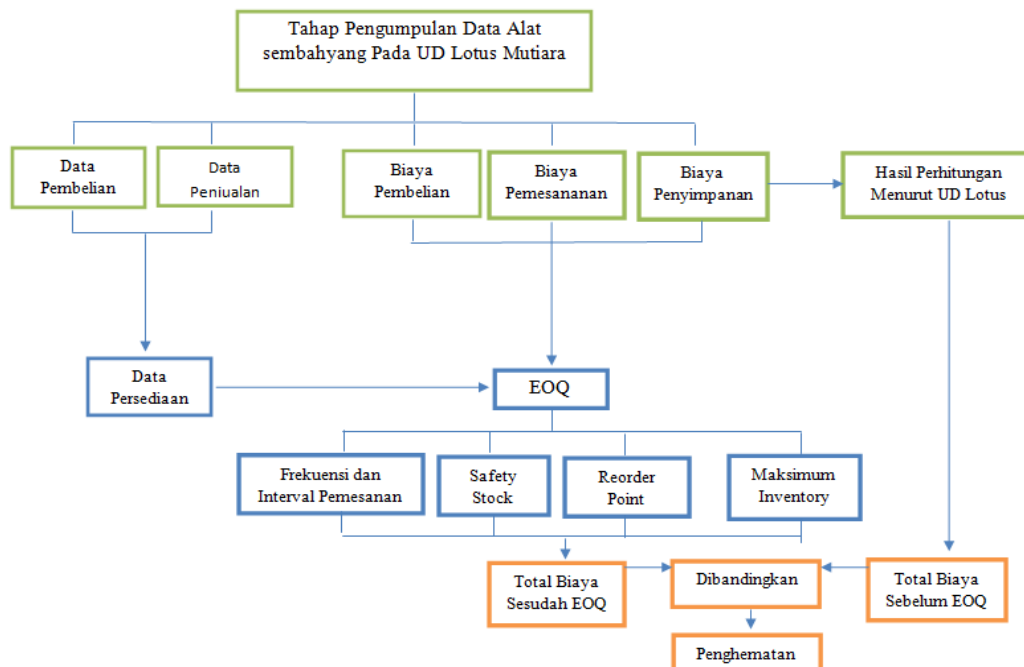 Tahap Pengumpulan Data Alat
sembahyang Pada UD Lotus Mutiara
Data
Pembelian
Data
Peniualan
Biaya
Pembelian
Biaya
Pemesananan
Biaya
Penyimpanan
Hasil Perhitungan
Menurut UD Lotus
Data
Persediaan
EOQ
Frekuensi dan
Interval Pemesanan
Safety
Stock
Reorder
Point
Maksimum
Inventory
Total Biaya
Sesudah EOQ
Dibandingkan
Total Biaya
Sebelum EOQ
Penghematan